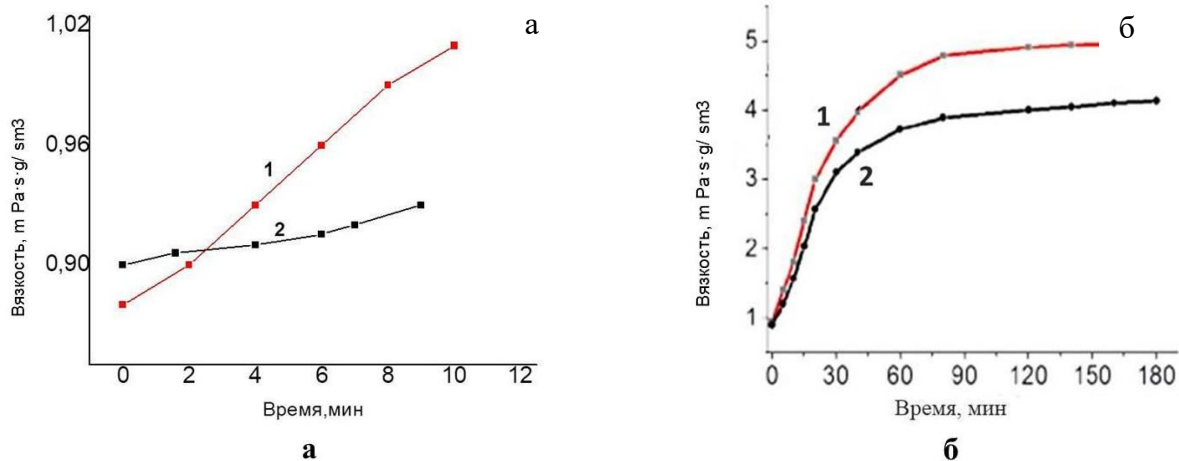 а
1,02
0,96
0,90
Вязкость, m Pa·s·g/ sm3
1
2
0 2 4 6 8 10 12
Время,мин
а
б
5
4
3
2
1
Вязкость, m Pa·s·g/ sm3
1
2
0 30 60 90 120 150 180
Время, мин
б